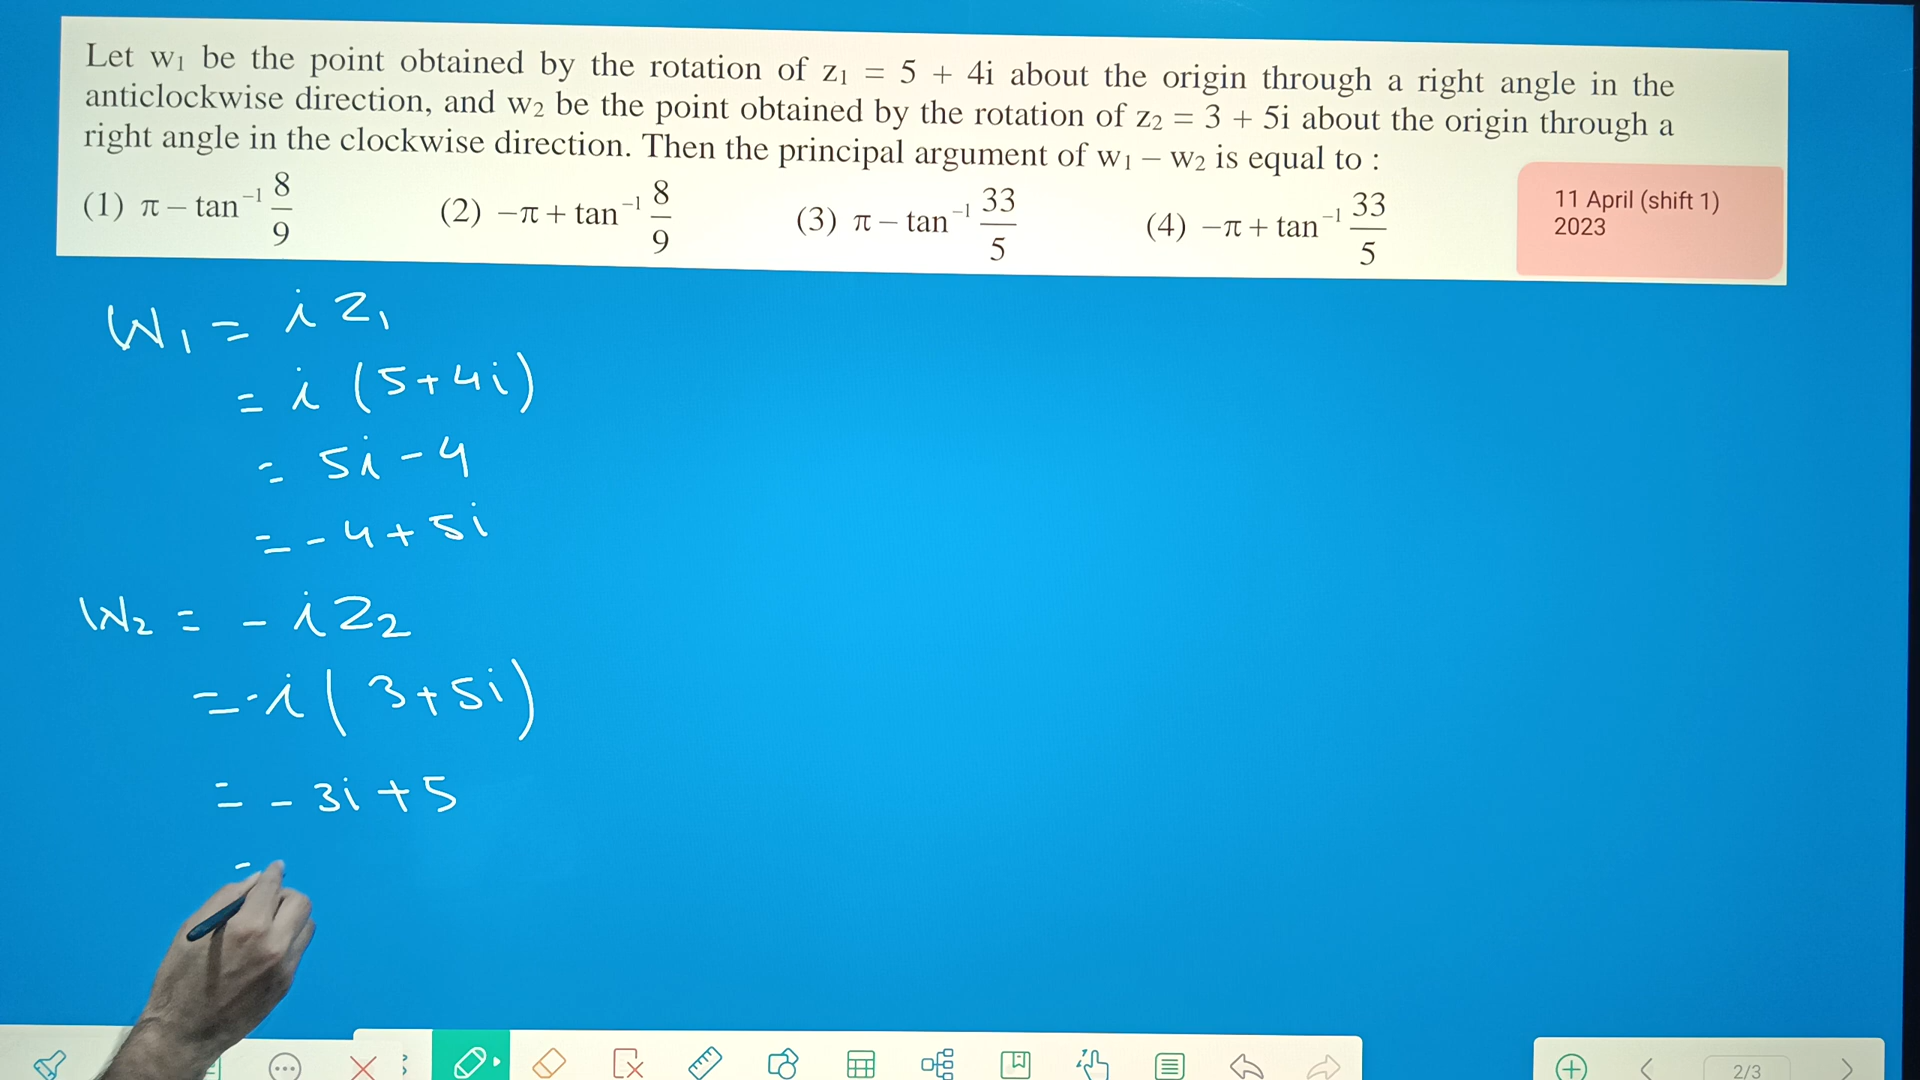 Let w₁ be the point obtained by the rotation of z₁ = 5 + 4i about the origin through a right angle in the
anticlockwise direction, and w₂ be the point obtained by the rotation of z₂ = 3 + 5i about the origin through a
right angle in the clockwise direction. Then the principal argument of w₁ – w₂ is equal to :
(1) π – tan⁻¹ 8/9 (2) –π + tan⁻¹ 8/9 (3) π – tan⁻¹ 33/5 (4) –π + tan⁻¹ 33/5
11 April (shift 1)
2023
W₁ = i z₁
= i (5+4i)
= 5i - 4
= -4+5i
W₂ = - i z₂
= -i (3+5i)
= - 3i + 5
=
2/3